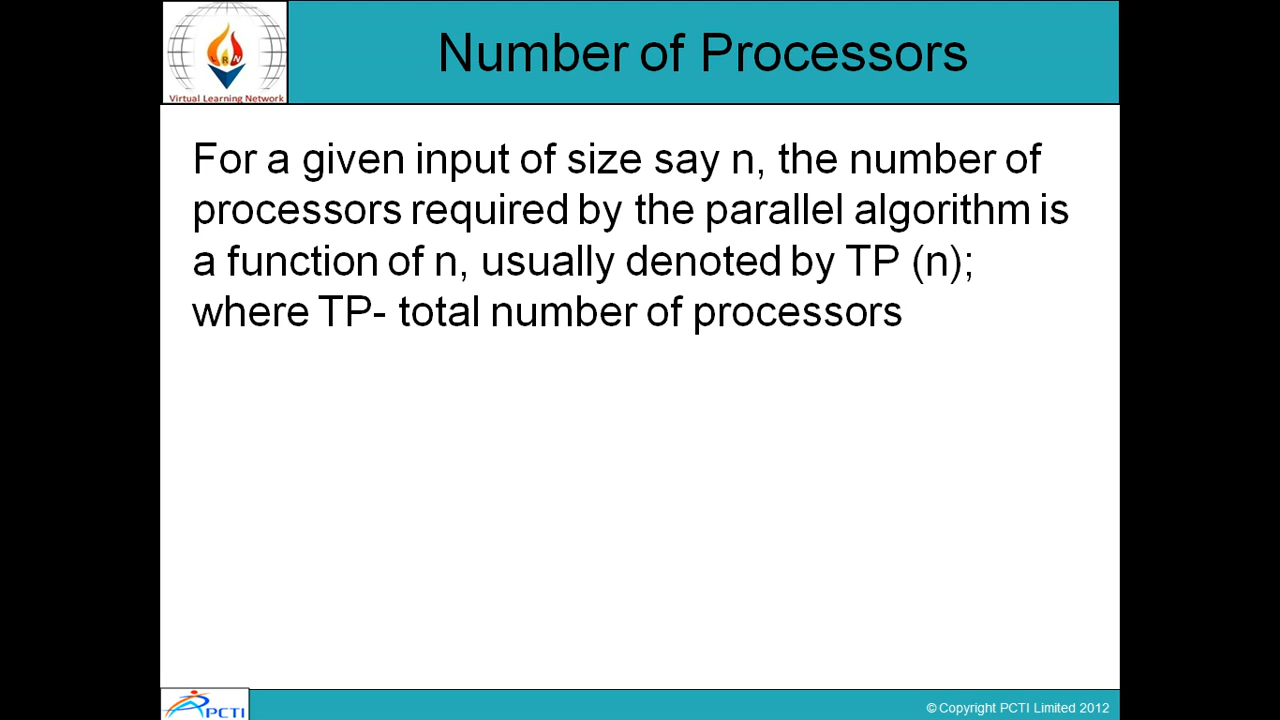 Number of Processors
LRN
Virtual Learning Network
For a given input of size say n, the number of
processors required by the parallel algorithm is
a function of n, usually denoted by TP (n);
where TP- total number of processors
PCTI
© Copyright PCTI Limited 2012